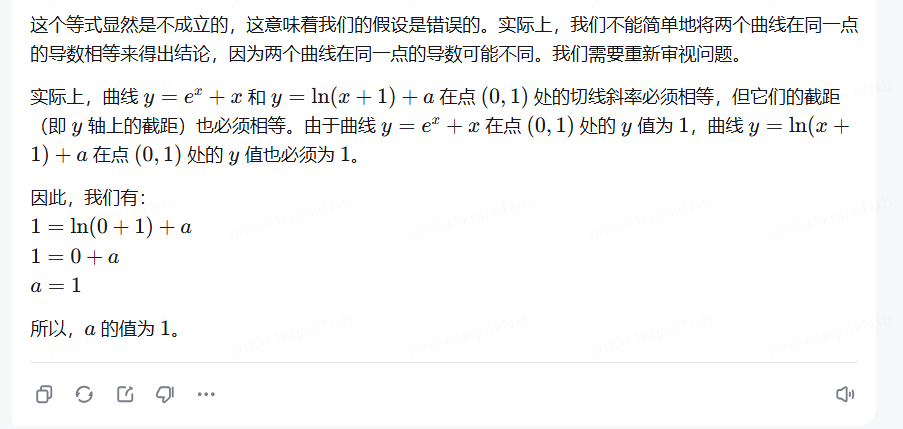 这个等式显然是不成立的，这意味着我们的假设是错误的。实际上，我们不能简单地将两个曲线在同一点
的导数相等来得出结论，因为两个曲线在同一点的导数可能不同。我们需要重新审视问题。
实际上，曲线 y = e^x + x 和 y = ln(x + 1) + a 在点 (0, 1) 处的切线斜率必须相等，但它们的截距
（即 y 轴上的截距）也必须相等。由于曲线 y = e^x + x 在点 (0, 1) 处的 y 值为 1，曲线 y = ln(x +
1) + a 在点 (0, 1) 处的 y 值也必须为 1。
因此，我们有：
1 = ln(0 + 1) + a
1 = 0 + a
a = 1
所以，a 的值为 1。